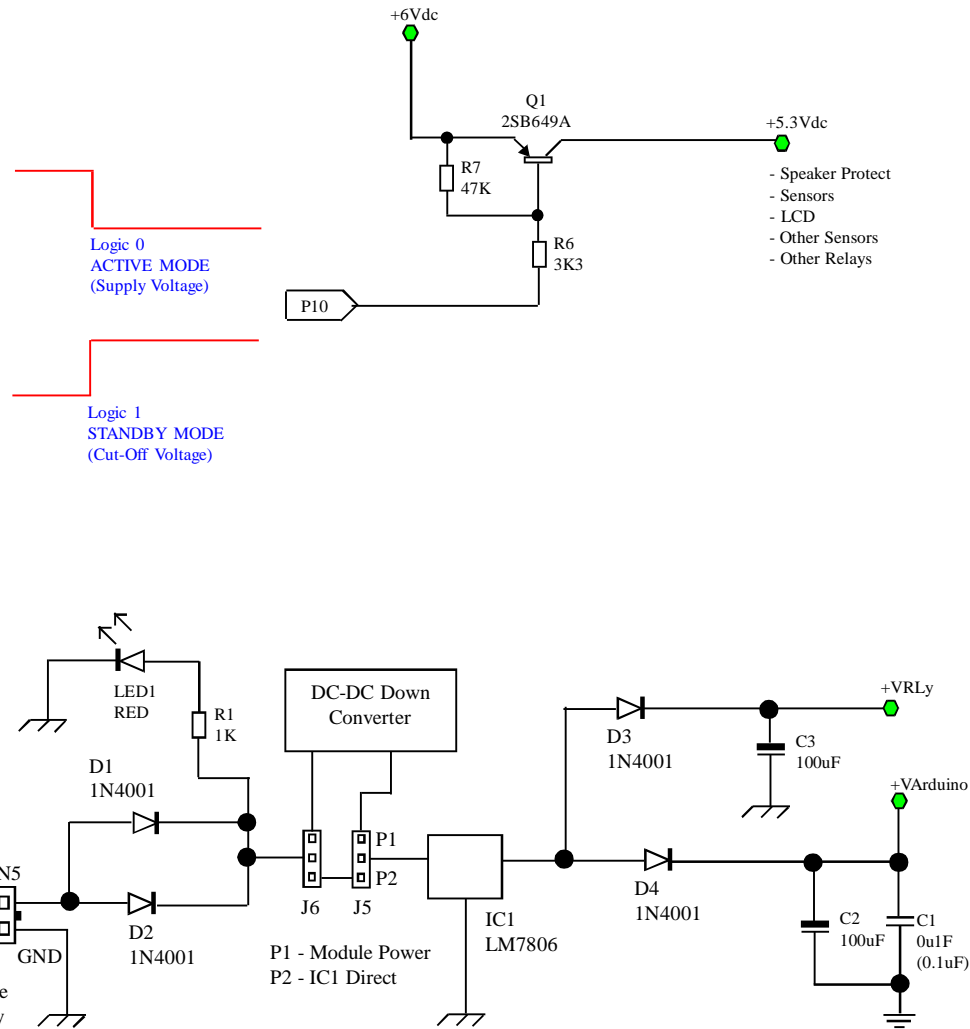 +6Vdc
Q1
2SB649A
+5.3Vdc
R7
47K
- Speaker Protect
- Sensors
- LCD
- Other Sensors
- Other Relays
Logic 0
ACTIVE MODE
(Supply Voltage)
R6
3K3
P10
Logic 1
STANDBY MODE
(Cut-Off Voltage)
LED1
RED
R1
1K
DC-DC Down
Converter
+VRLy
D3
1N4001
C3
100uF
D1
1N4001
+VArduino
P1
P2
N5
J6
J5
D4
1N4001
IC1
LM7806
C2
100uF
C1
0u1F
(0.1uF)
D2
1N4001
GND
P1 - Module Power
P2 - IC1 Direct